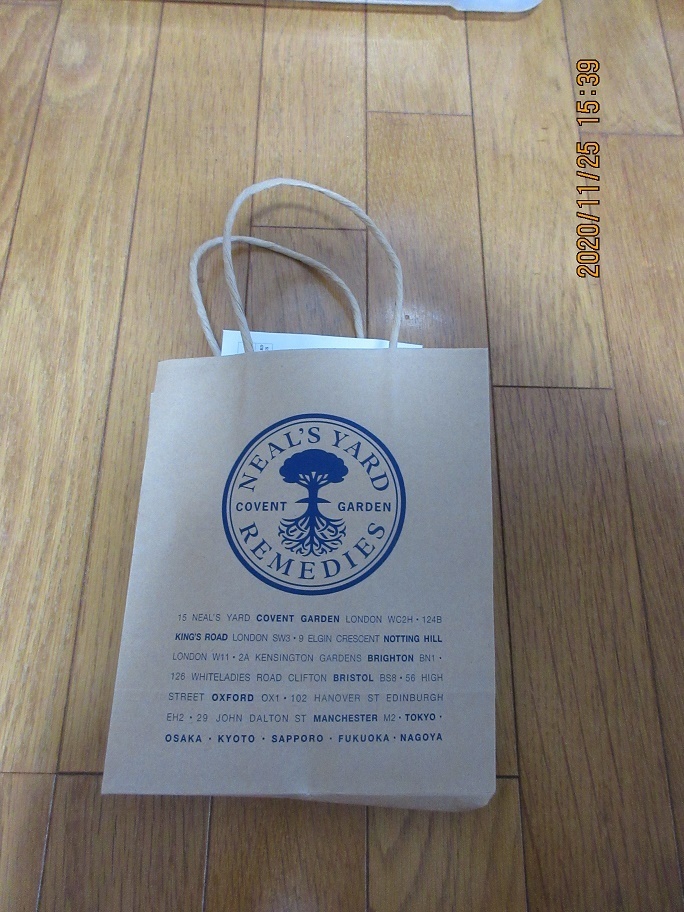 2020/11/25 15:39
NEAL'S YARD
COVENT GARDEN
REMEDIES
15 NEAL'S YARD COVENT GARDEN LONDON WC2H • 124B
KING'S ROAD LONDON SW3 • 9 ELGIN CRESCENT NOTTING HILL
LONDON W11 • 2A KENSINGTON GARDENS BRIGHTON BN1 •
126 WHITELADIES ROAD CLIFTON BRISTOL BS8 • 56 HIGH
STREET OXFORD OX1 • 102 HANOVER ST EDINBURGH
EH2 • 29 JOHN DALTON ST MANCHESTER M2 • TOKYO •
OSAKA • KYOTO • SAPPORO • FUKUOKA • NAGOYA